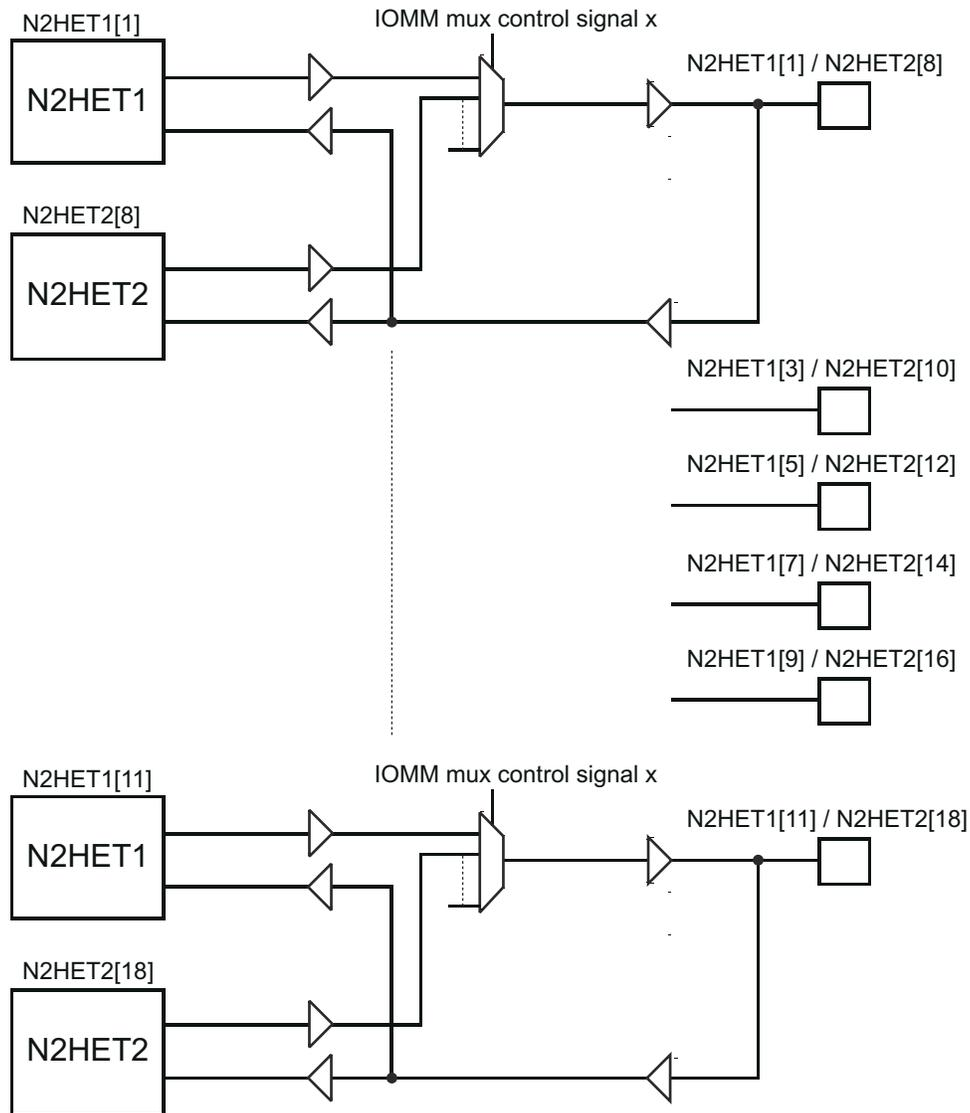 N2HET1[1]
IOMM mux control signal x
N2HET1
N2HET1[1] / N2HET2[8]
N2HET2[8]
N2HET2
N2HET1[3] / N2HET2[10]
N2HET1[5] / N2HET2[12]
N2HET1[7] / N2HET2[14]
N2HET1[9] / N2HET2[16]
N2HET1[11]
IOMM mux control signal x
N2HET1
N2HET1[11] / N2HET2[18]
N2HET2[18]
N2HET2